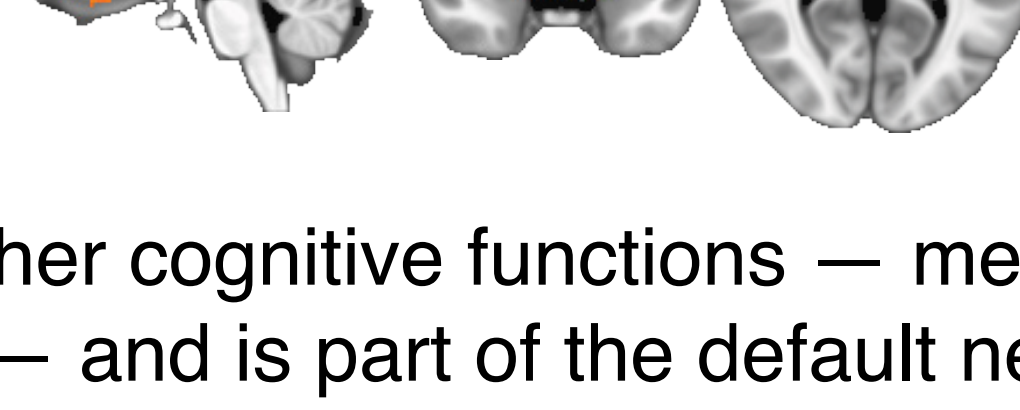 her cognitive functions — me
— and is part of the default ne